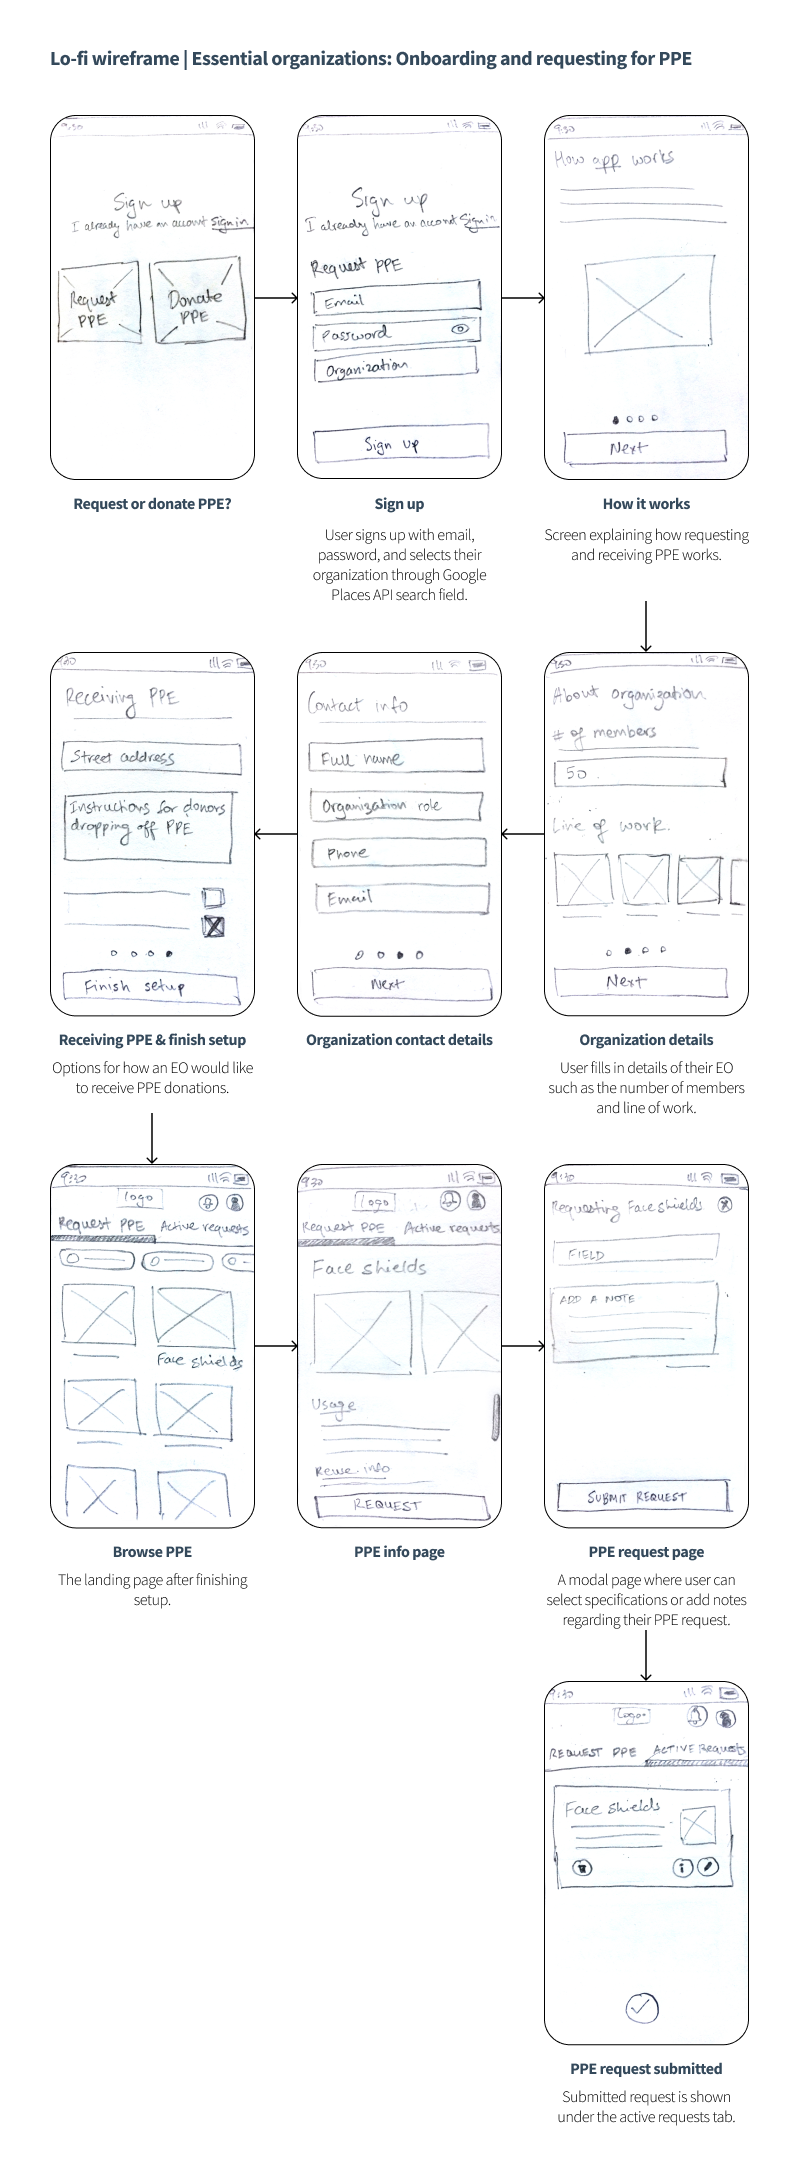 Lo-fi wireframe | Essential organizations: Onboarding and requesting for PPE
9:30
Sign up
I already have an account Sign in
Request PPE
Donate PPE
Request or donate PPE?
9:30
Sign up
I already have an account Sign in
Request PPE
Email
Password
Organization
Sign up
Sign up
User signs up with email,
password, and selects their
organization through Google
Places API search field.
9:30
How app works
Next
How it works
Screen explaining how requesting
and receiving PPE works.
9:30
About organization
# of members
50
Line of work.
Next
Organization details
User fills in details of their EO
such as the number of members
and line of work.
9:30
Contact info
Full name
Organization role
Phone
Email
Next
Organization contact details
9:30
Receiving PPE
Street address
Instructions for donors
dropping off PPE
Finish setup
Receiving PPE & finish setup
Options for how an EO would like
to receive PPE donations.
9:30
logo
Request PPE Active requests
Face shields
Browse PPE
The landing page after finishing
setup.
930
logo
Request PPE Active requests
Face shields
Usage
info
REQUEST
PPE info page
9:30
Requesting Face shields
FIELD
ADD A NOTE
SUBMIT REQUEST
PPE request page
A modal page where user can
select specifications or add notes
regarding their PPE request.
9:30
Logo
REQUEST PPE ACTIVE Requests
Face shields
i
PPE request submitted
Submitted request is shown
under the active requests tab.